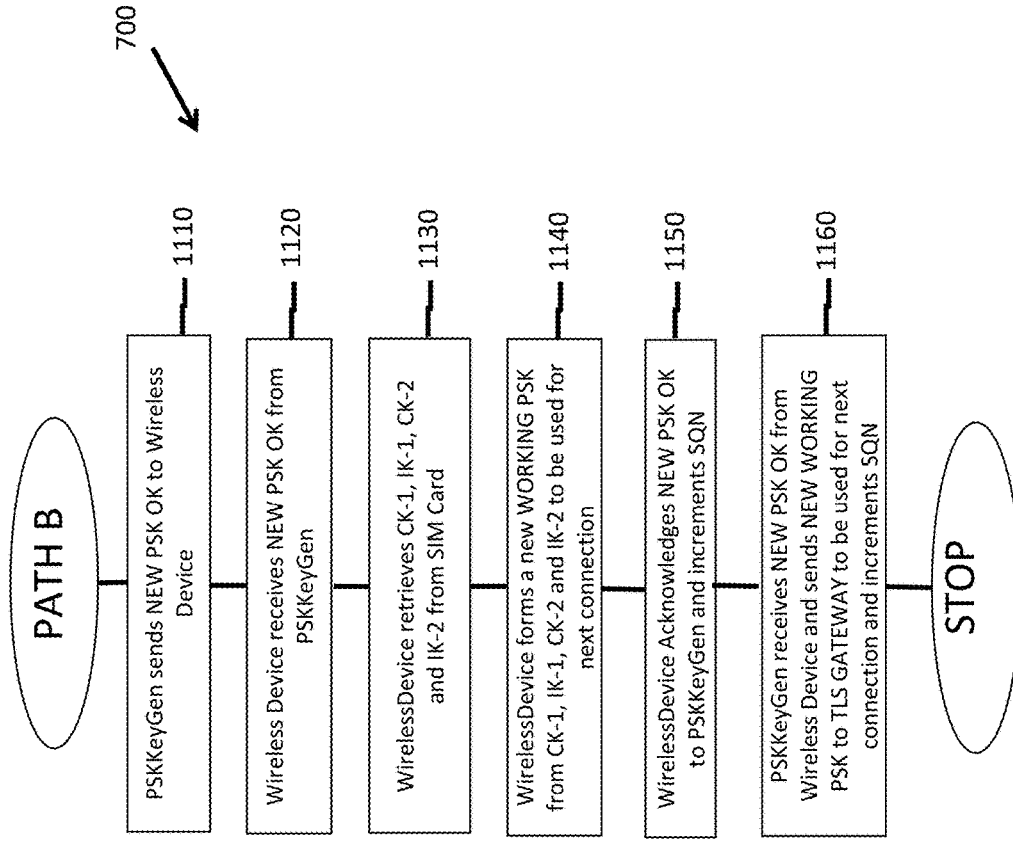 PATH B
700
PSKKeyGen sends NEW PSK OK to Wireless
Device
1110
Wireless Device receives NEW PSK OK from
PSKKeyGen
1120
WirelessDevice retrieves CK-1, IK-1, CK-2
and IK-2 from SIM Card
1130
WirelessDevice forms a new WORKING PSK
from CK-1, IK-1, CK-2 and IK-2 to be used for
next connection
1140
WirelessDevice Acknowledges NEW PSK OK
to PSKKeyGen and increments SQN
1150
PSKKeyGen receives NEW PSK OK from
Wireless Device and sends NEW WORKING
PSK to TLS GATEWAY to be used for next
connection and increments SQN
1160
STOP